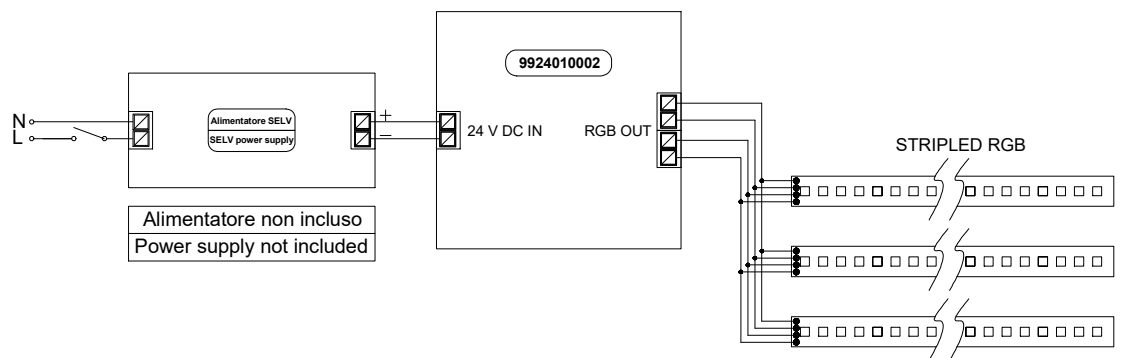 9924010002
N
L
Alimentatore SELV
SELV power supply
+
−
24 V DC IN
RGB OUT
STRIPLED RGB
Alimentatore non incluso
Power supply not included